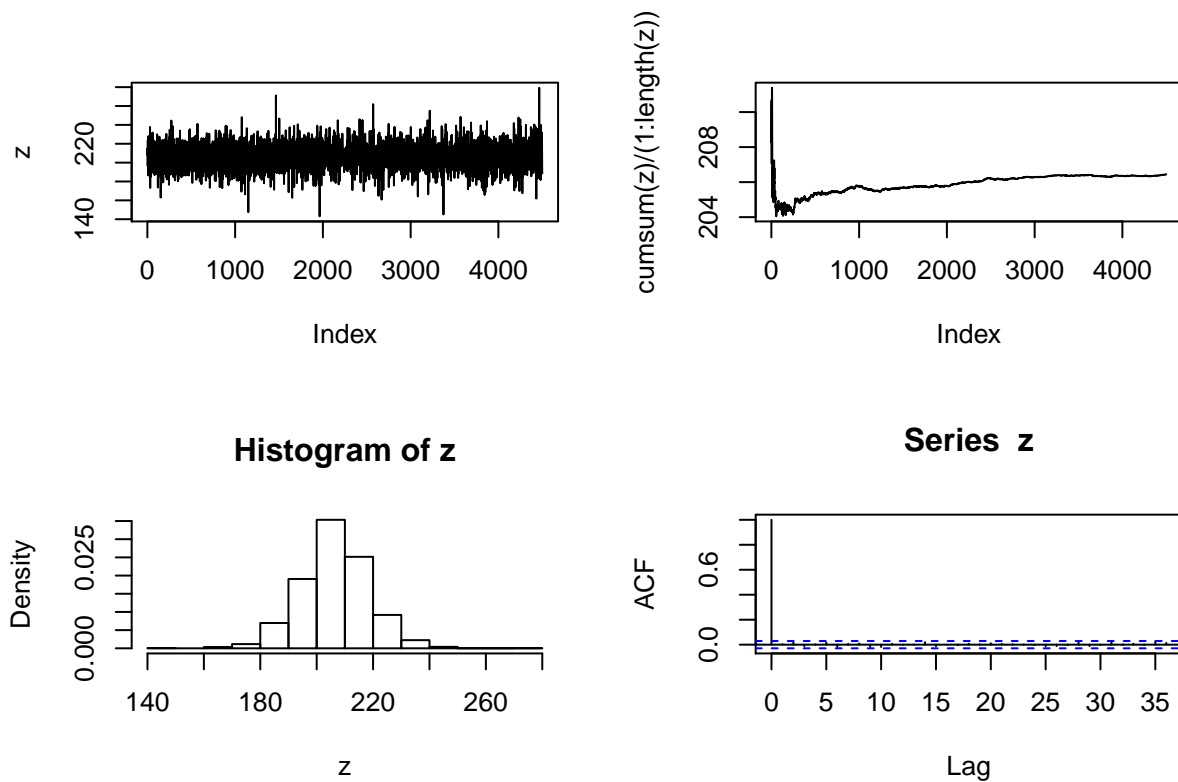 z
220
140
0 1000 2000 3000 4000
Index
cumsum(z)/(1:length(z))
208
204
0 1000 2000 3000 4000
Index
Histogram of z
Density
0.025
0.000
140 180 220 260
z
Series z
ACF
0.6
0.0
0 5 10 15 20 25 30 35
Lag